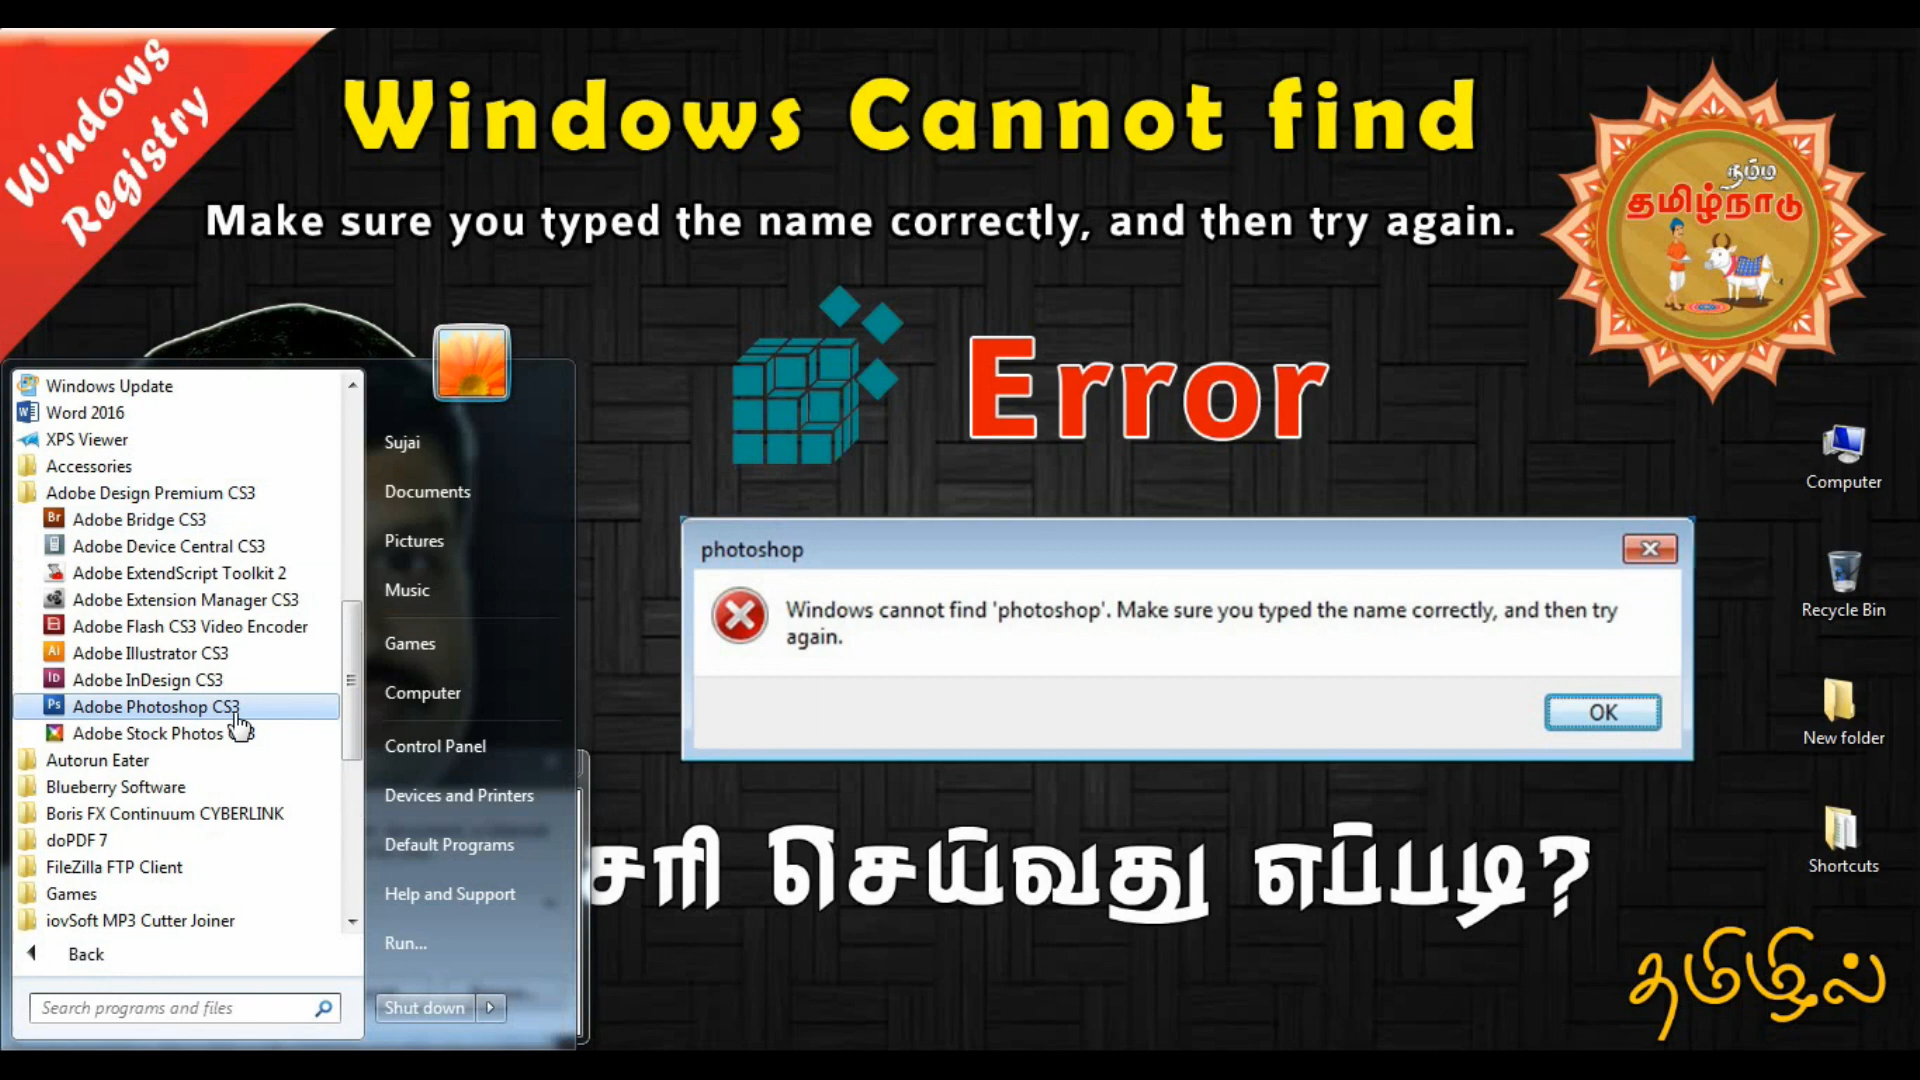 Windows
Registry
Windows Cannot find
Make sure you typed the name correctly, and then try again.
நம்ம
தமிழ்நாடு
Error
Windows Update
Word 2016
XPS Viewer
Accessories
Adobe Design Premium CS3
Adobe Bridge CS3
Adobe Device Central CS3
Adobe ExtendScript Toolkit 2
Adobe Extension Manager CS3
Adobe Flash CS3 Video Encoder
Adobe Illustrator CS3
Adobe InDesign CS3
Adobe Photoshop CS3
Adobe Stock Photos
Autorun Eater
Blueberry Software
Boris FX Continuum CYBERLINK
doPDF 7
FileZilla FTP Client
Games
iovSoft MP3 Cutter Joiner
Back
Search programs and files
Sujai
Documents
Pictures
Music
Games
Computer
Control Panel
Devices and Printers
Default Programs
Help and Support
Run...
Shut down
photoshop
Windows cannot find 'photoshop'. Make sure you typed the name correctly, and then try
again.
OK
Computer
Recycle Bin
New folder
Shortcuts
சரி செய்வது எப்படி?
தமிழில்